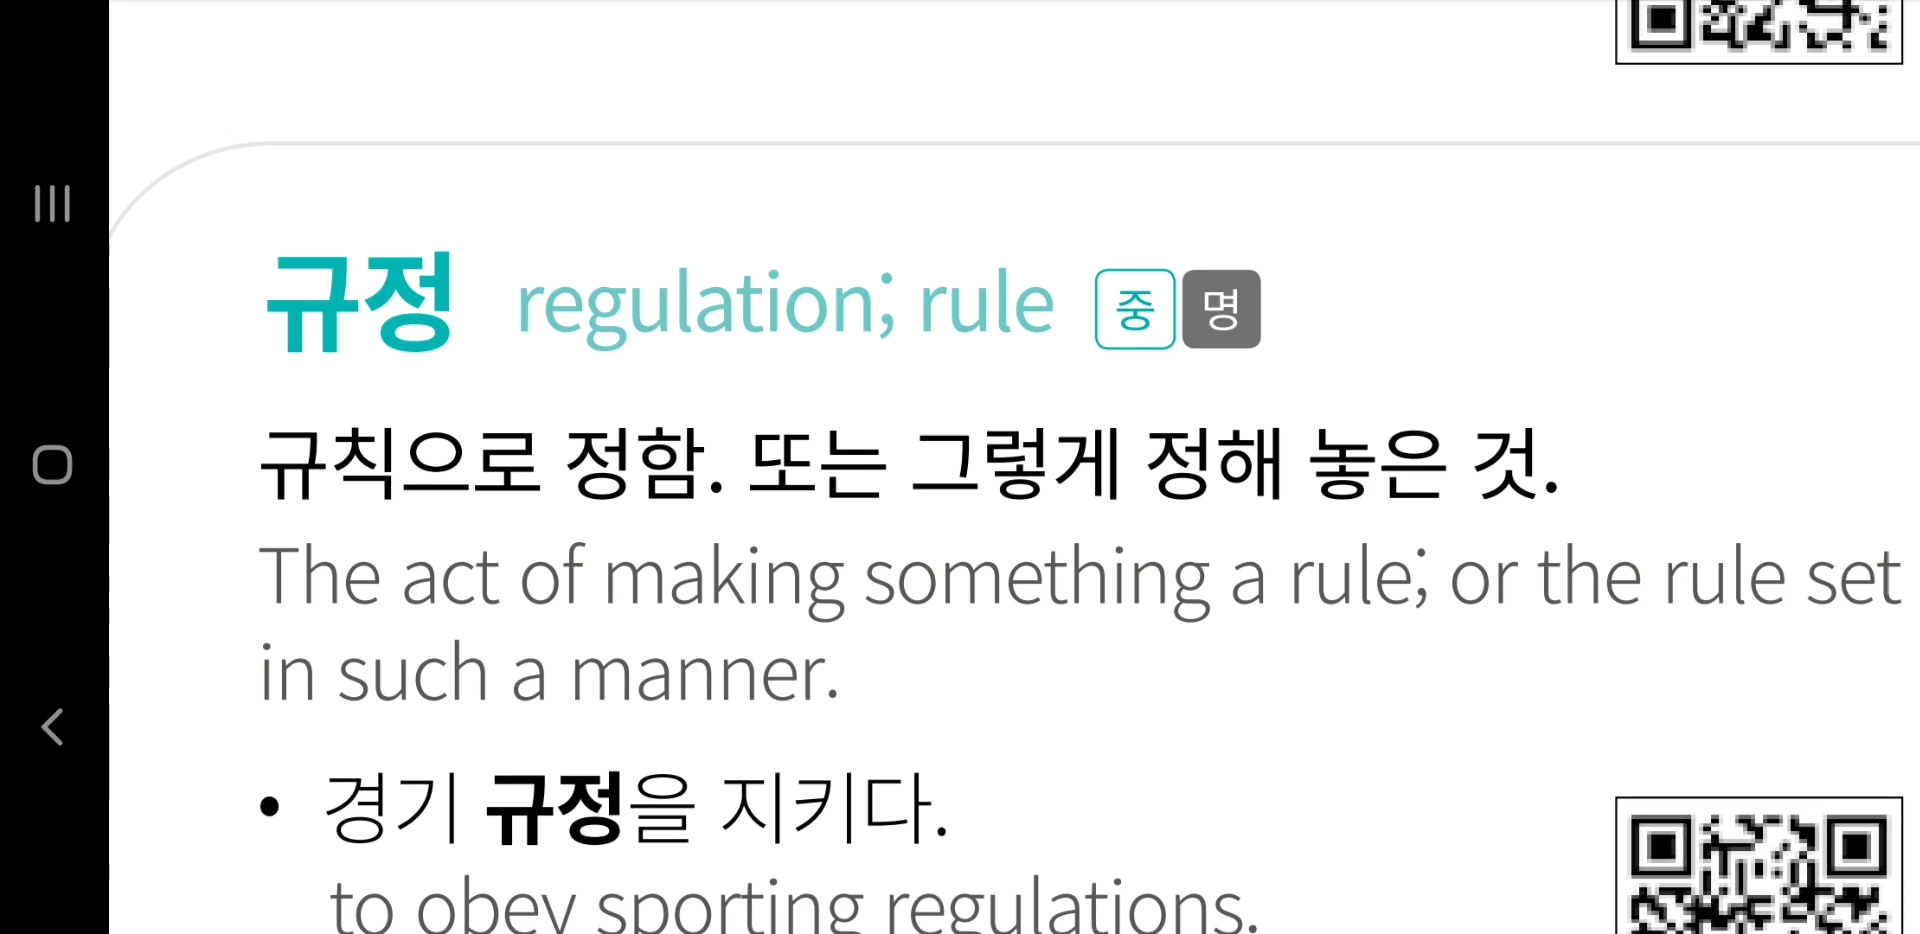 규정 regulation; rule 중 명
규칙으로 정함. 또는 그렇게 정해 놓은 것.
The act of making something a rule; or the rule set
in such a manner.
• 경기 규정을 지키다.
to obey sporting regulations.